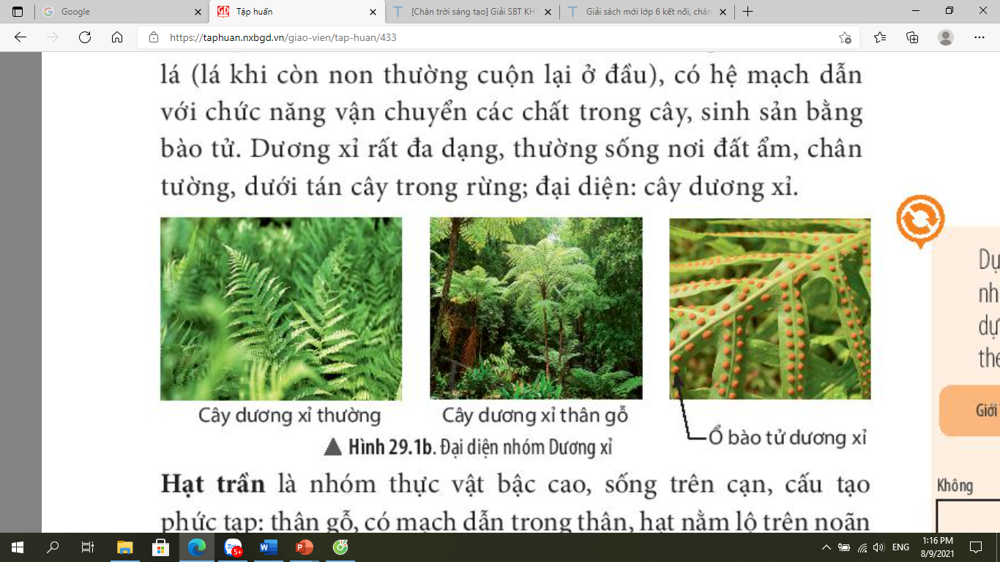 Google
Tập huấn
[Chân trời sáng tạo] Giải SBT KHT
Giải sách mới lớp 6 kết nối, chân
https://taphuan.nxbgd.vn/giao-vien/tap-huan/433
lá (lá khi còn non thường cuộn lại ở đầu), có hệ mạch dẫn
với chức năng vận chuyển các chất trong cây, sinh sản bằng
bào tử. Dương xỉ rất đa dạng, thường sống nơi đất ẩm, chân
tường, dưới tán cây trong rừng; đại diện: cây dương xỉ.
Cây dương xỉ thường
Cây dương xỉ thân gỗ
Ổ bào tử dương xỉ
Hình 29.1b. Đại diện nhóm Dương xỉ
Hạt trần là nhóm thực vật bậc cao, sống trên cạn, cấu tạo
phức tạp: thân gỗ, có mạch dẫn trong thân, hạt nằm lộ trên noãn
Giới
Không
ENG
1:16 PM
8/9/2021